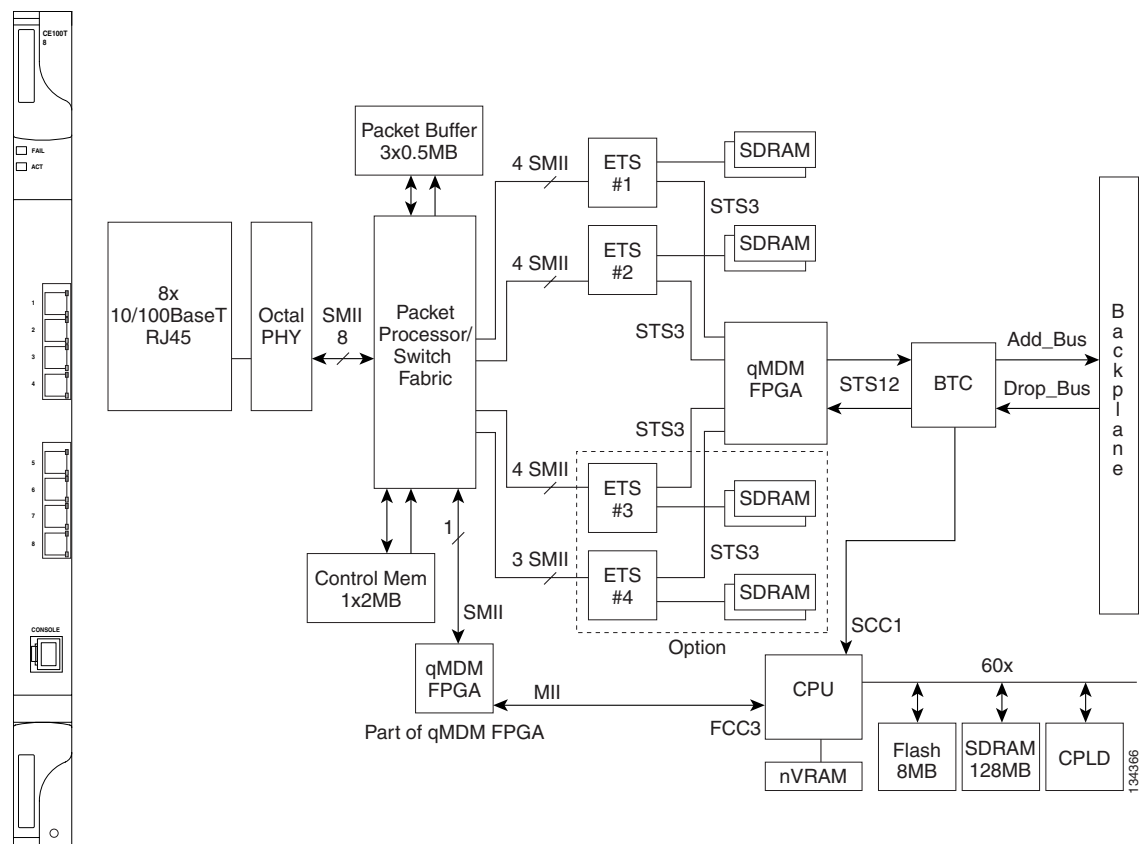 CE100T
8
FAIL
ACT
1
2
3
4
5
6
7
8
CONSOLE
8x
10/100BaseT
RJ45
Octal
PHY
SMII
8
Packet Buffer
3x0.5MB
Packet
Processor/
Switch
Fabric
Control Mem
1x2MB
4 SMII
4 SMII
4 SMII
3 SMII
1
SMII
ETS
#1
ETS
#2
ETS
#3
ETS
#4
SDRAM
SDRAM
SDRAM
SDRAM
STS3
STS3
STS3
STS3
Option
qMDM
FPGA
STS12
BTC
Add_Bus
Drop_Bus
Backplane
SCC1
qMDM
FPGA
Part of qMDM FPGA
MII
FCC3
CPU
nVRAM
60x
Flash
8MB
SDRAM
128MB
CPLD
134366